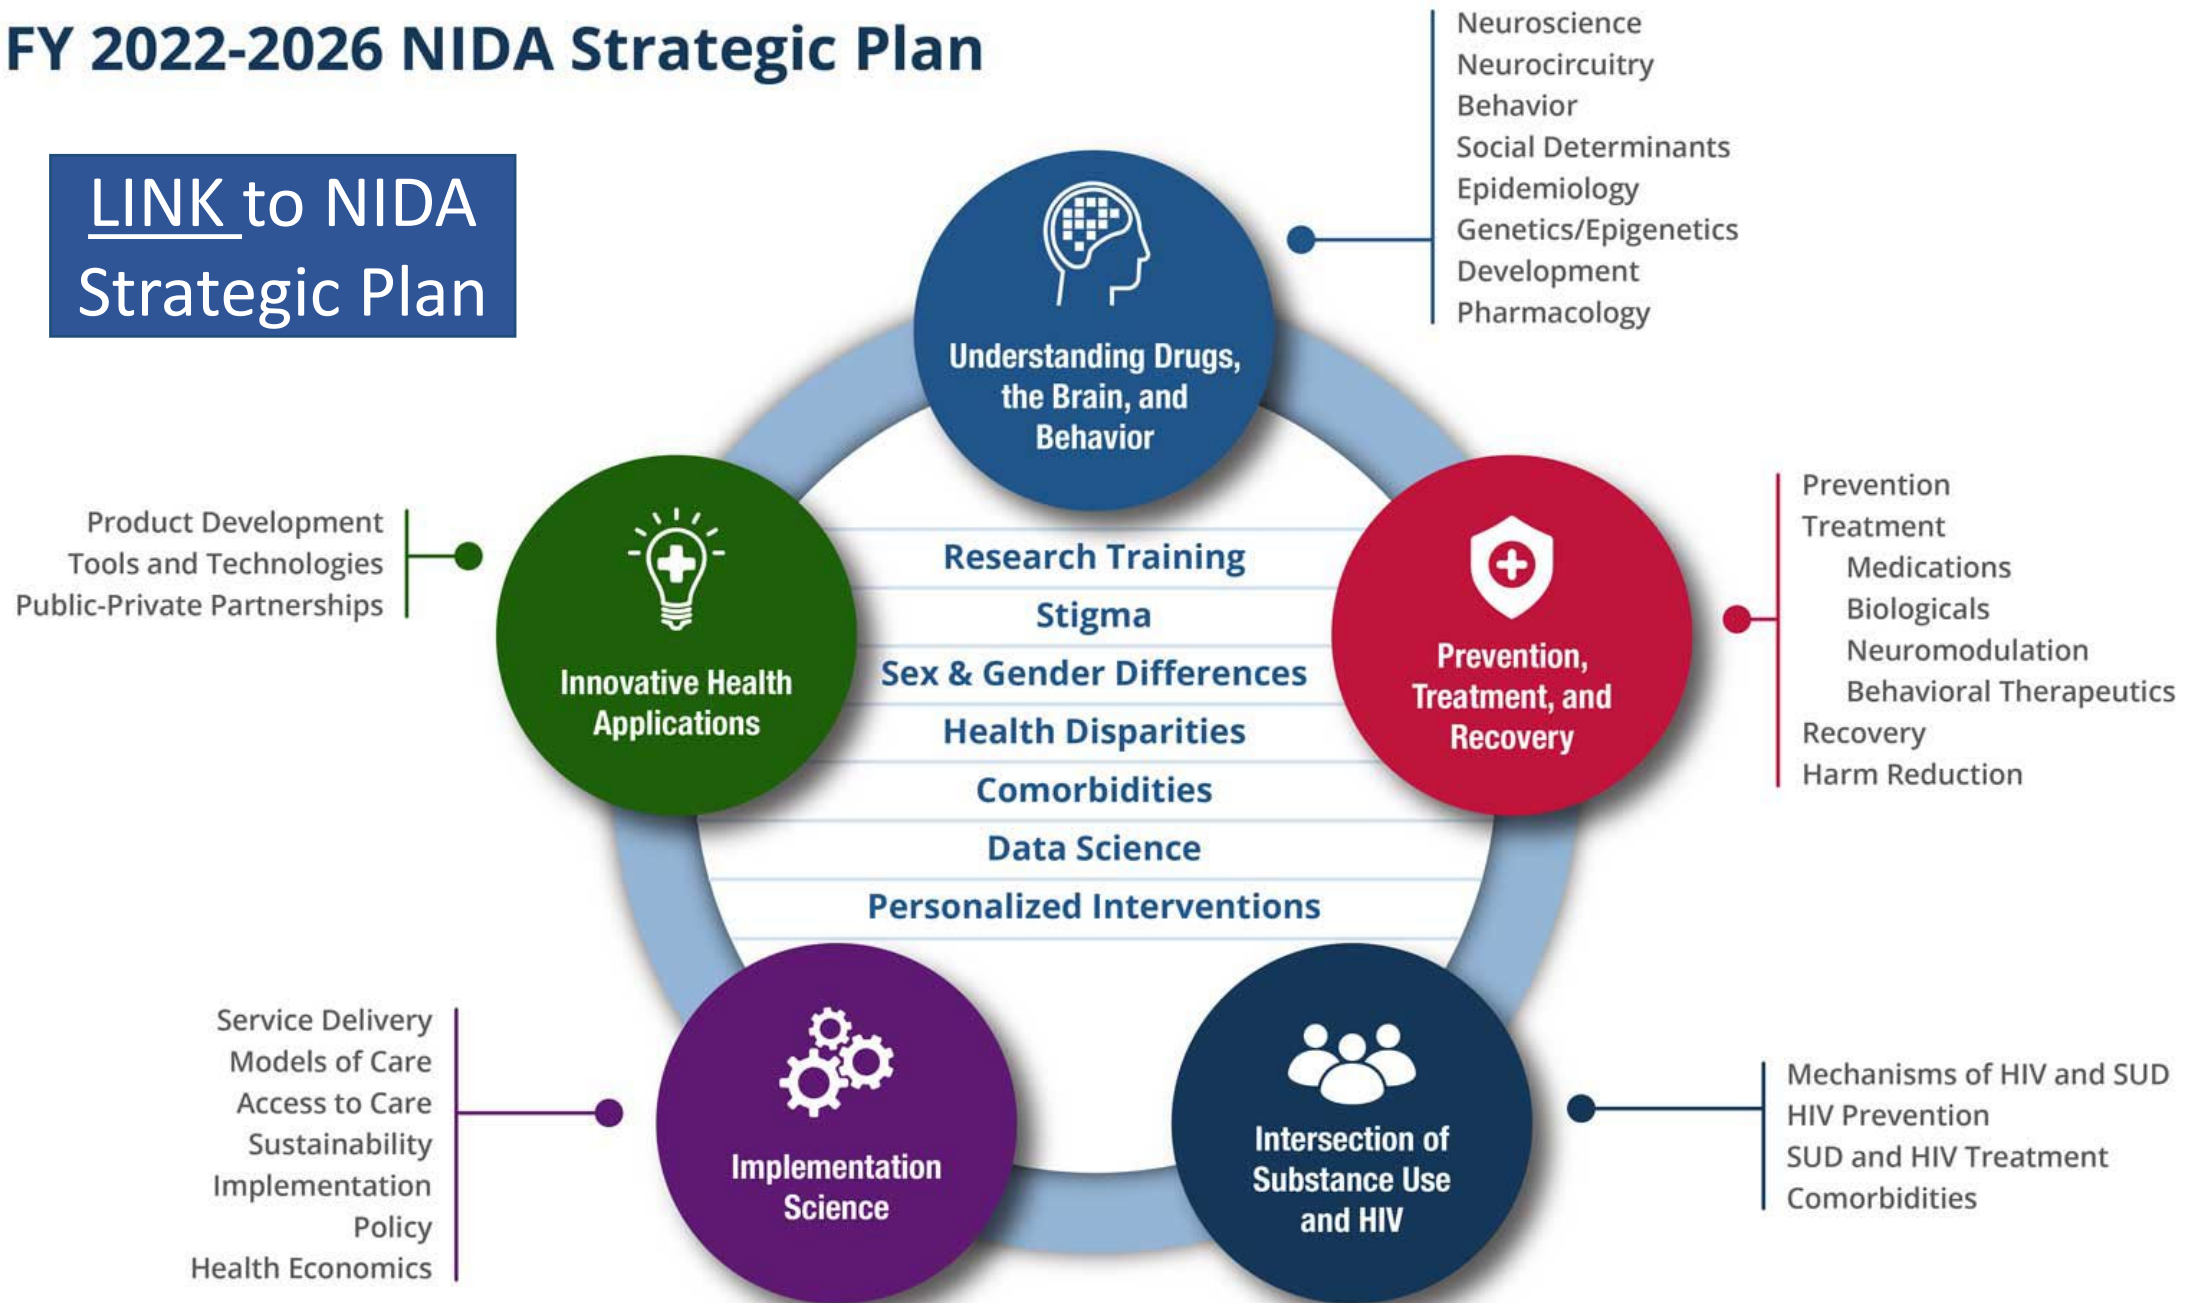 FY 2022-2026 NIDA Strategic Plan
LINK to NIDA
Strategic Plan
Neuroscience
Neurocircuitry
Behavior
Social Determinants
Epidemiology
Genetics/Epigenetics
Development
Pharmacology
Understanding Drugs,
the Brain, and
Behavior
Product Development
Tools and Technologies
Public-Private Partnerships
Innovative Health
Applications
Research Training
Stigma
Sex & Gender Differences
Health Disparities
Comorbidities
Data Science
Personalized Interventions
Prevention,
Treatment, and
Recovery
Prevention
Treatment
Medications
Biologicals
Neuromodulation
Behavioral Therapeutics
Recovery
Harm Reduction
Service Delivery
Models of Care
Access to Care
Sustainability
Implementation
Policy
Health Economics
Implementation
Science
Intersection of
Substance Use
and HIV
Mechanisms of HIV and SUD
HIV Prevention
SUD and HIV Treatment
Comorbidities